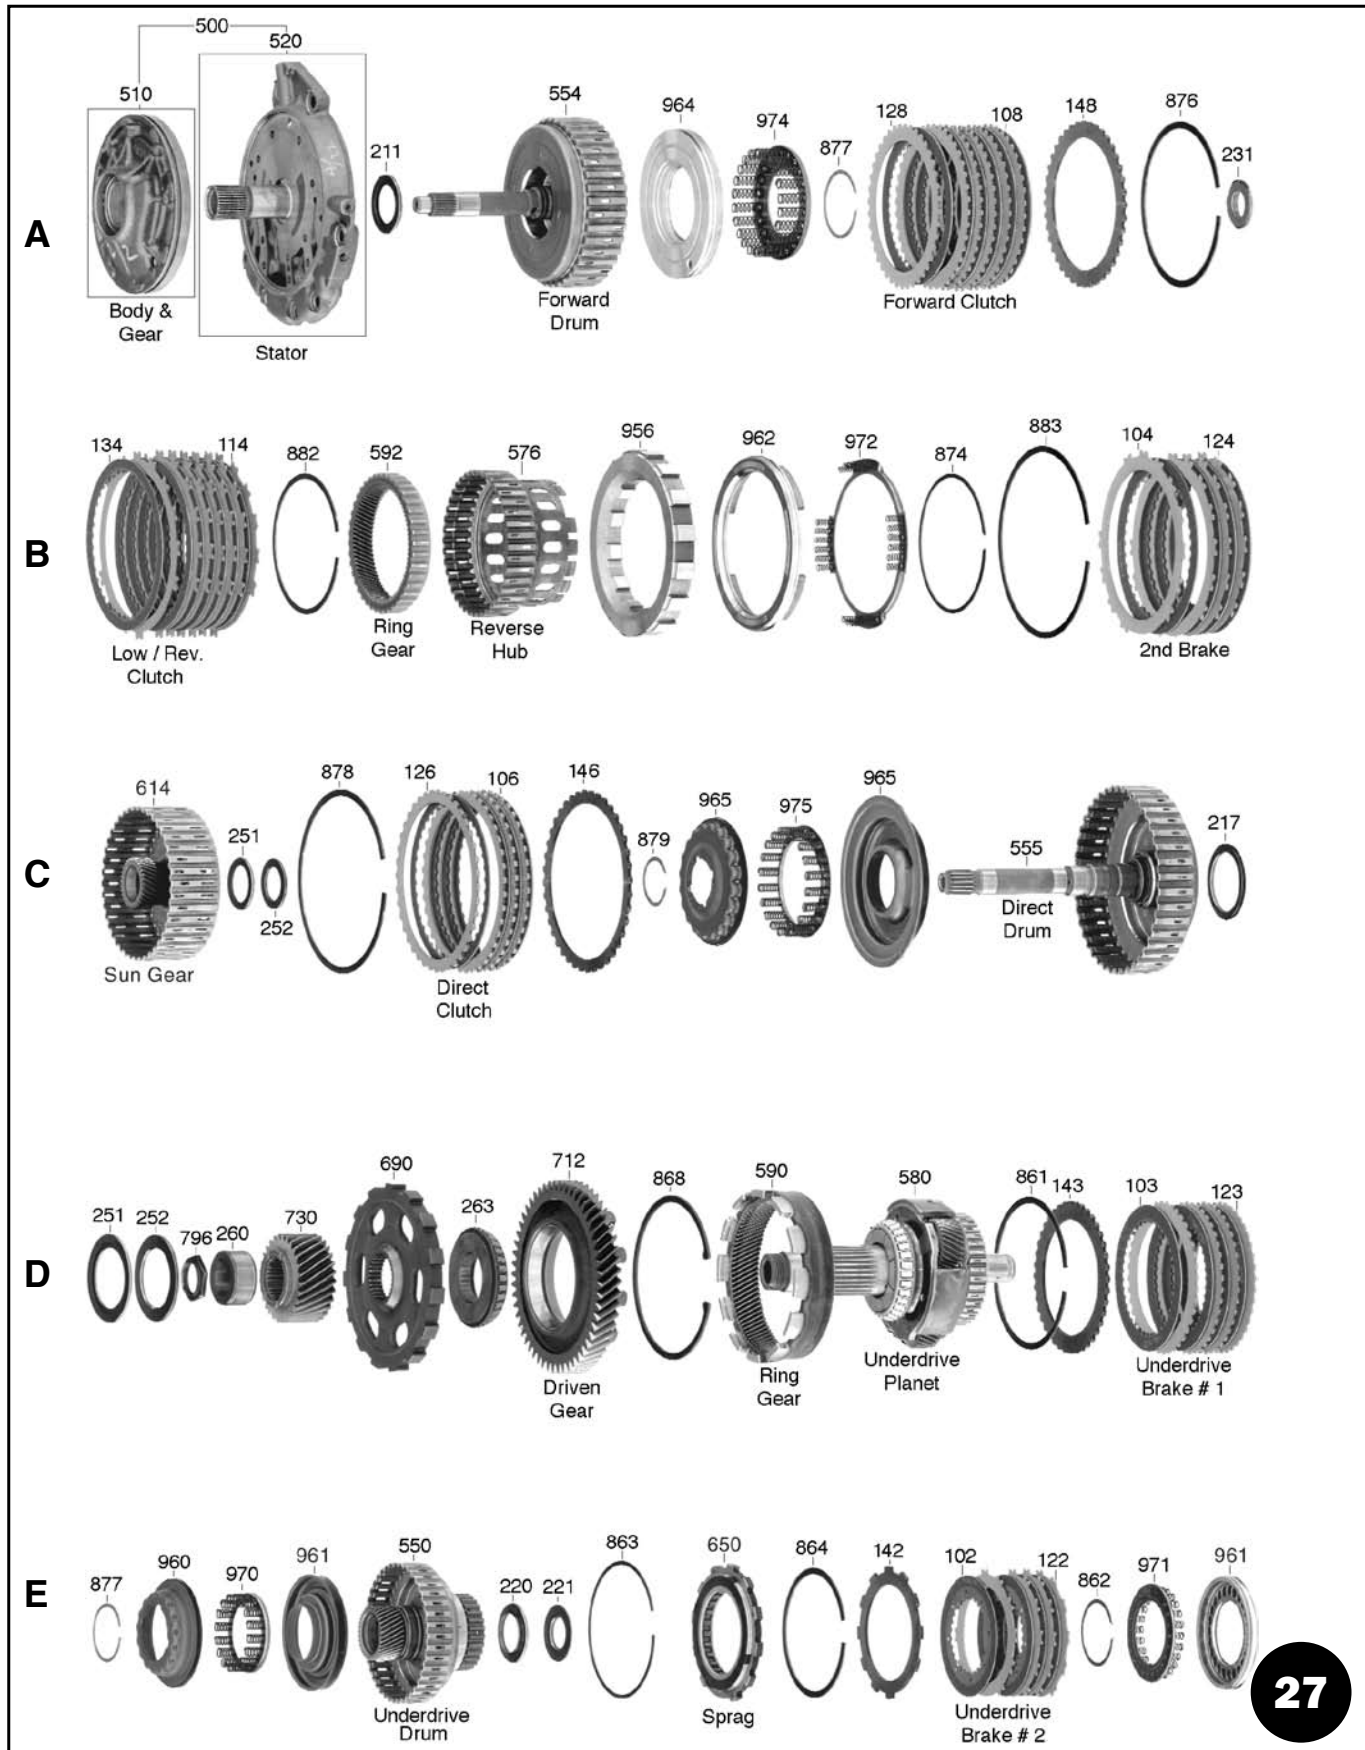 500
520
510
211
554
964
974
877
128
108
148
876
231
A
Body &
Gear
Stator
Forward
Drum
Forward Clutch
134
114
882
592
576
956
962
972
874
883
104
124
B
Low / Rev.
Clutch
Ring
Gear
Reverse
Hub
2nd Brake
614
251
252
878
126
106
146
879
965
975
965
555
217
C
Sun Gear
Direct
Clutch
Direct
Drum
251
252
796
260
730
690
263
712
868
590
580
861
143
103
123
D
Driven
Gear
Ring
Gear
Underdrive
Planet
Underdrive
Brake # 1
877
960
970
961
550
220
221
863
650
864
142
102
122
862
971
961
E
Underdrive
Drum
Sprag
Underdrive
Brake # 2
27